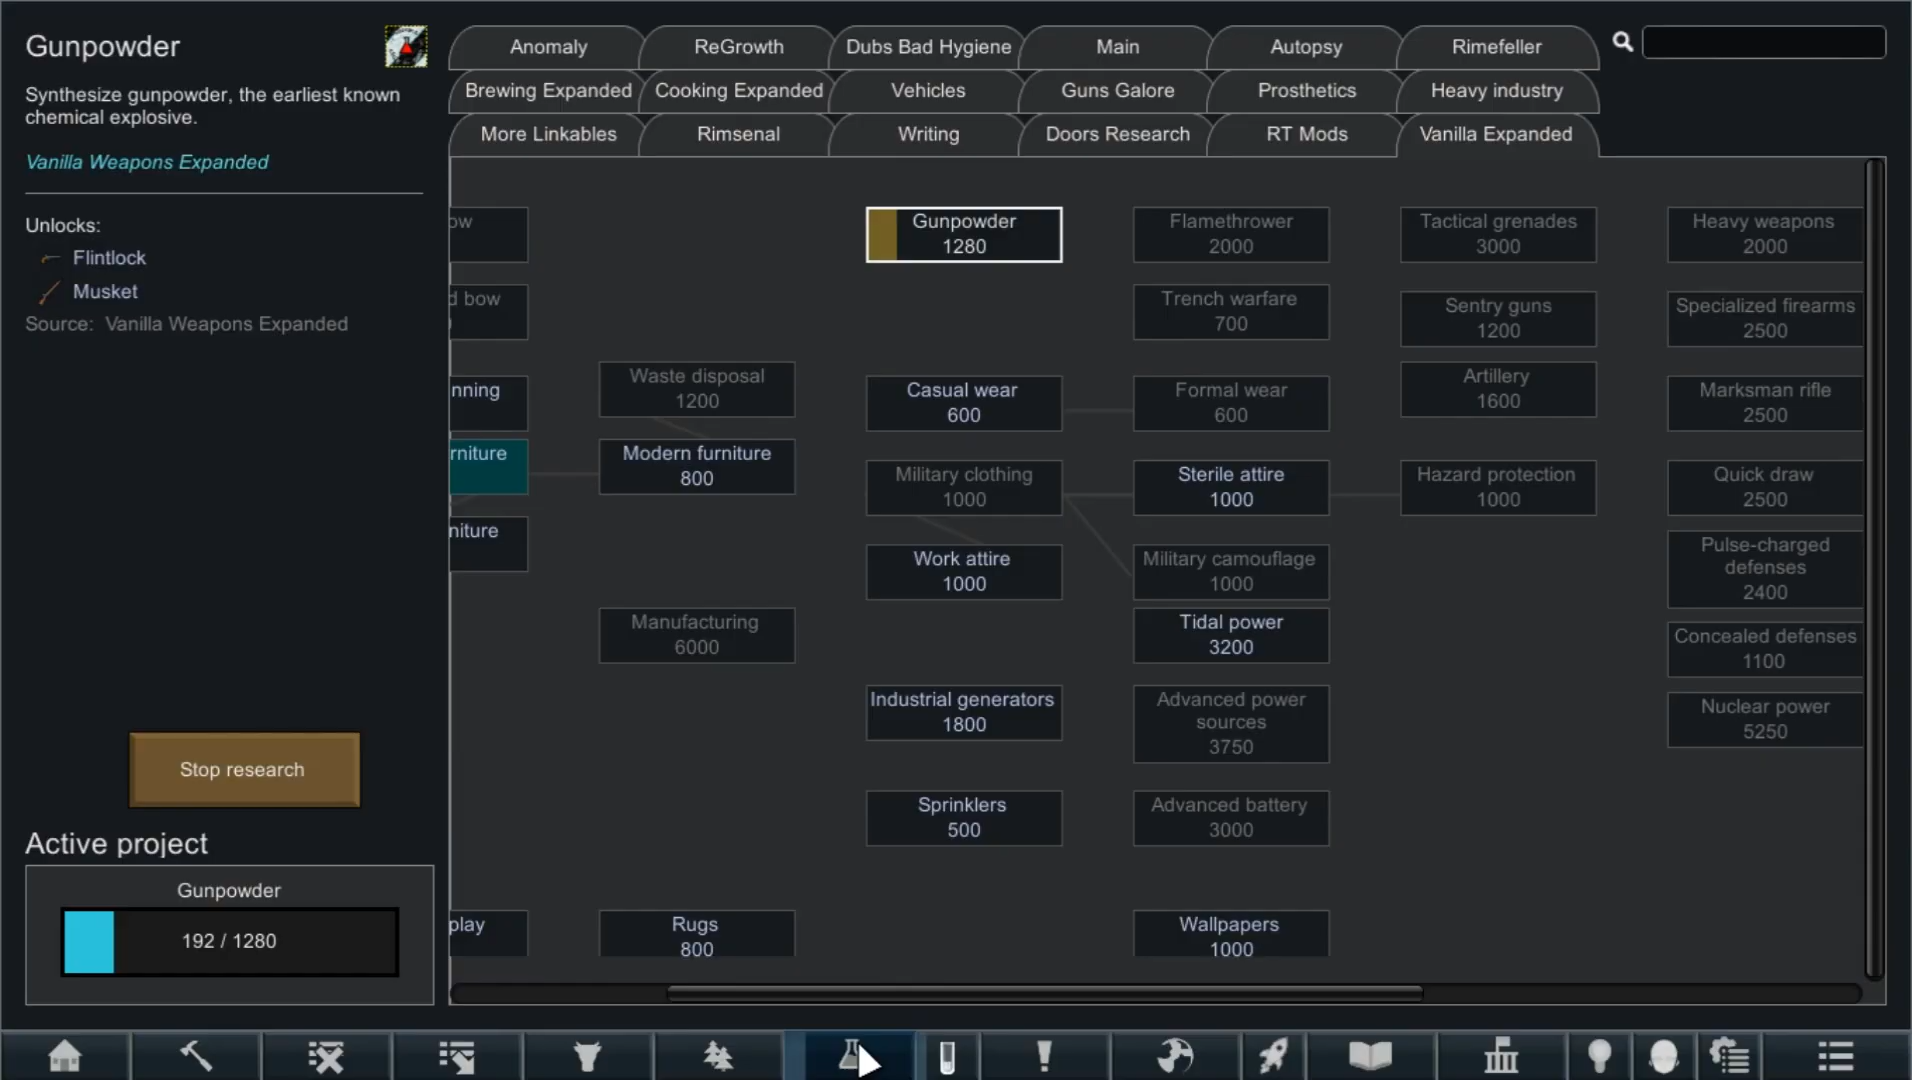 Gunpowder
Synthesize gunpowder, the earliest known
chemical explosive.
Vanilla Weapons Expanded
Unlocks:
Flintlock
Musket
Source: Vanilla Weapons Expanded
Stop research
Active project
Gunpowder
192 / 1280
Anomaly
ReGrowth
Dubs Bad Hygiene
Main
Autopsy
Rimefeller
Brewing Expanded
Cooking Expanded
Vehicles
Guns Galore
Prosthetics
Heavy industry
More Linkables
Rimsenal
Writing
Doors Research
RT Mods
Vanilla Expanded
ow
d bow
nning
rniture
niture
play
Waste disposal
1200
Modern furniture
800
Manufacturing
6000
Rugs
800
Gunpowder
1280
Casual wear
600
Military clothing
1000
Work attire
1000
Industrial generators
1800
Sprinklers
500
Flamethrower
2000
Trench warfare
700
Formal wear
600
Sterile attire
1000
Military camouflage
1000
Tidal power
3200
Advanced power
sources
3750
Advanced battery
3000
Wallpapers
1000
Tactical grenades
3000
Sentry guns
1200
Artillery
1600
Hazard protection
1000
Heavy weapons
2000
Specialized firearms
2500
Marksman rifle
2500
Quick draw
2500
Pulse-charged
defenses
2400
Concealed defenses
1100
Nuclear power
5250